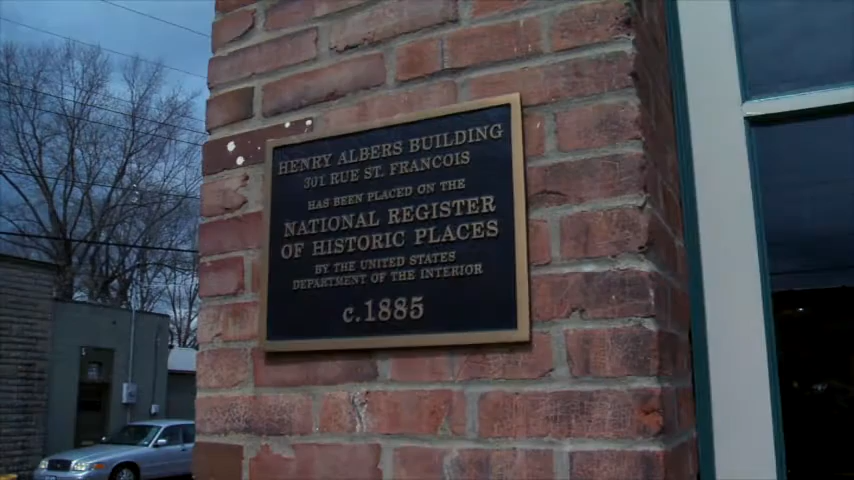 HENRY ALBERS BUILDING
301 RUE ST. FRANCOIS
HAS BEEN PLACED ON THE
NATIONAL REGISTER
OF HISTORIC PLACES
BY THE UNITED STATES
DEPARTMENT OF THE INTERIOR
c.1885